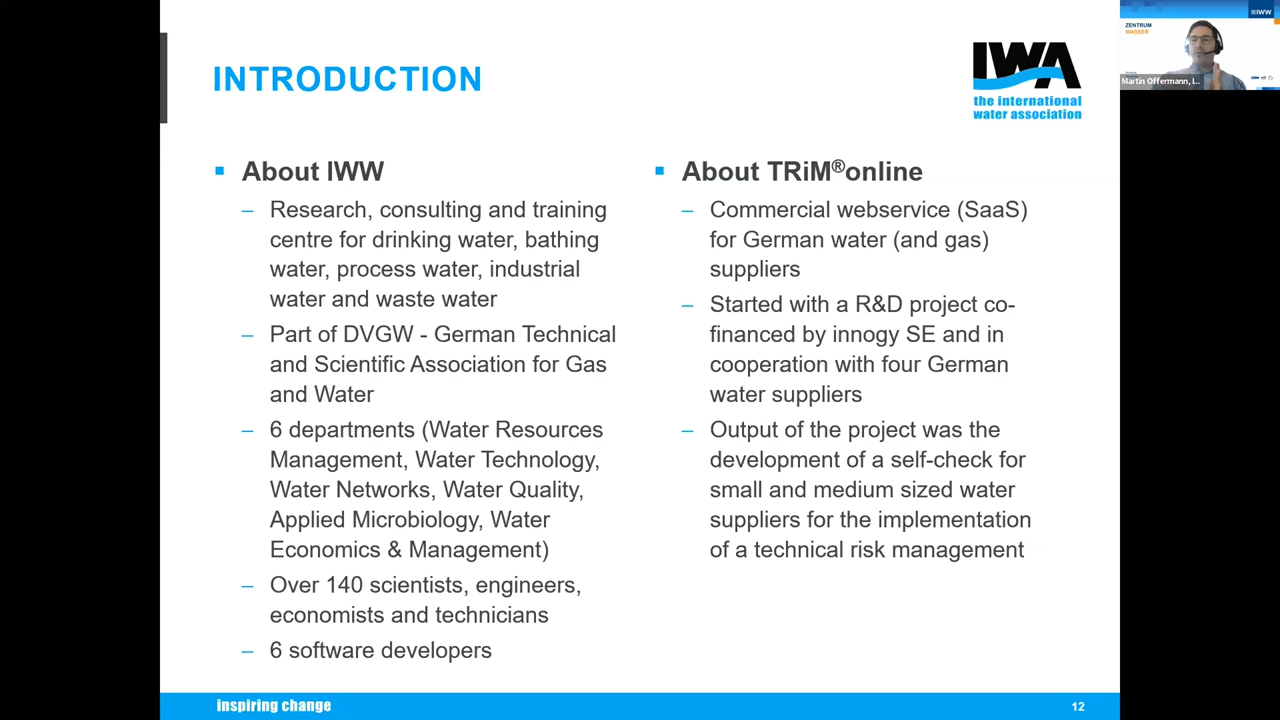 INTRODUCTION
IWA
the international
water association
About IWW
Research, consulting and training
centre for drinking water, bathing
water, process water, industrial
water and waste water
Part of DVGW - German Technical
and Scientific Association for Gas
and Water
6 departments (Water Resources
Management, Water Technology,
Water Networks, Water Quality,
Applied Microbiology, Water
Economics & Management)
Over 140 scientists, engineers,
economists and technicians
6 software developers
About TRiM®online
Commercial webservice (SaaS)
for German water (and gas)
suppliers
Started with a R&D project co-
financed by innogy SE and in
cooperation with four German
water suppliers
Output of the project was the
development of a self-check for
small and medium sized water
suppliers for the implementation
of a technical risk management
inspiring change
12
IWW
ZENTRUM
WASSER
Martin Offermann, I...